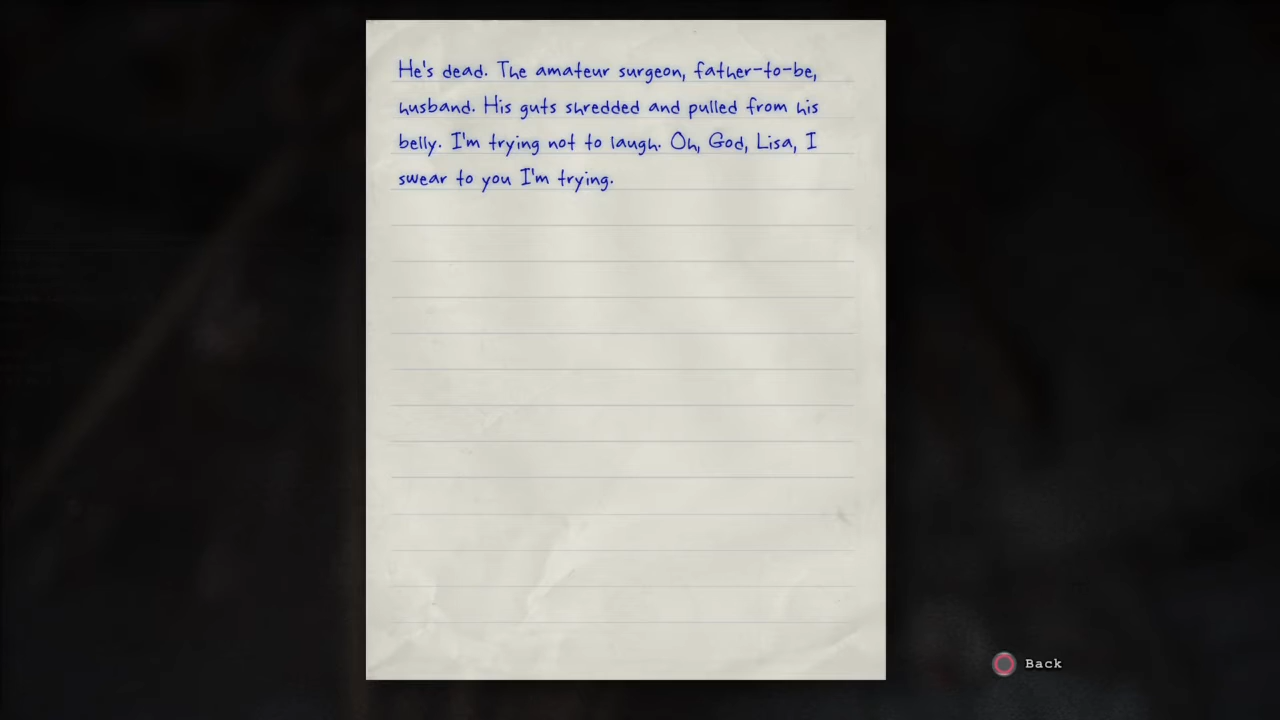 He's dead. The amateur surgeon, father-to-be,
husband. His guts shredded and pulled from his
belly. I'm trying not to laugh. Oh, God, Lisa, I
swear to you I'm trying.
Back